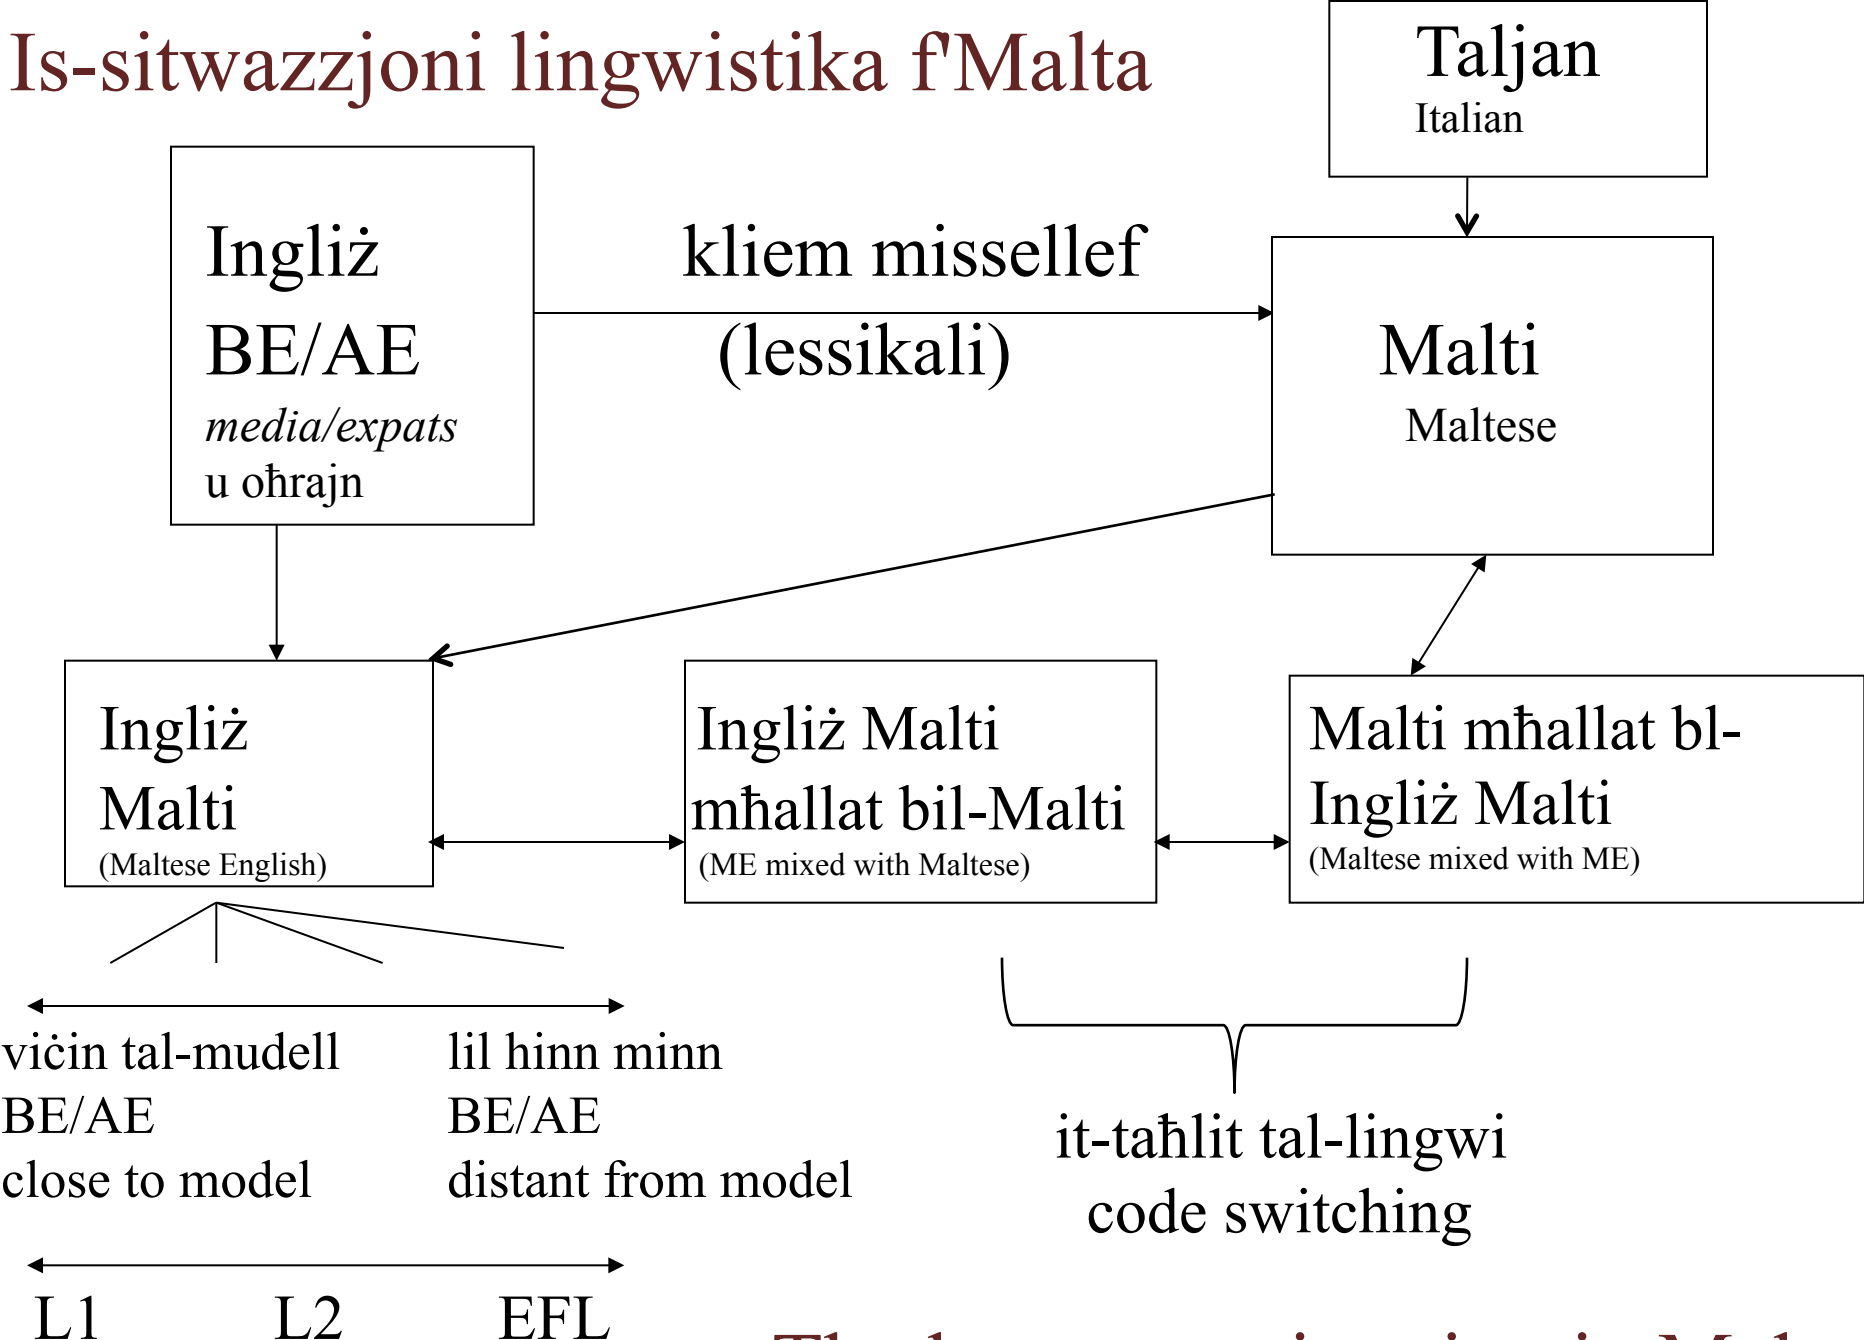 Is-sitwazzjoni lingwistika f'Malta
Taljan
Italian
Ingliż
BE/AE
media/expats
u oħrajn
kliem missellef
(lessikali)
Malti
Maltese
Ingliż
Malti
(Maltese English)
Ingliż Malti
mħallat bil-Malti
(ME mixed with Maltese)
Malti mħallat bl-
Ingliż Malti
(Maltese mixed with ME)
viċin tal-mudell
BE/AE
close to model
lil hinn minn
BE/AE
distant from model
it-taħlit tal-lingwi
code switching
L1 L2 EFL